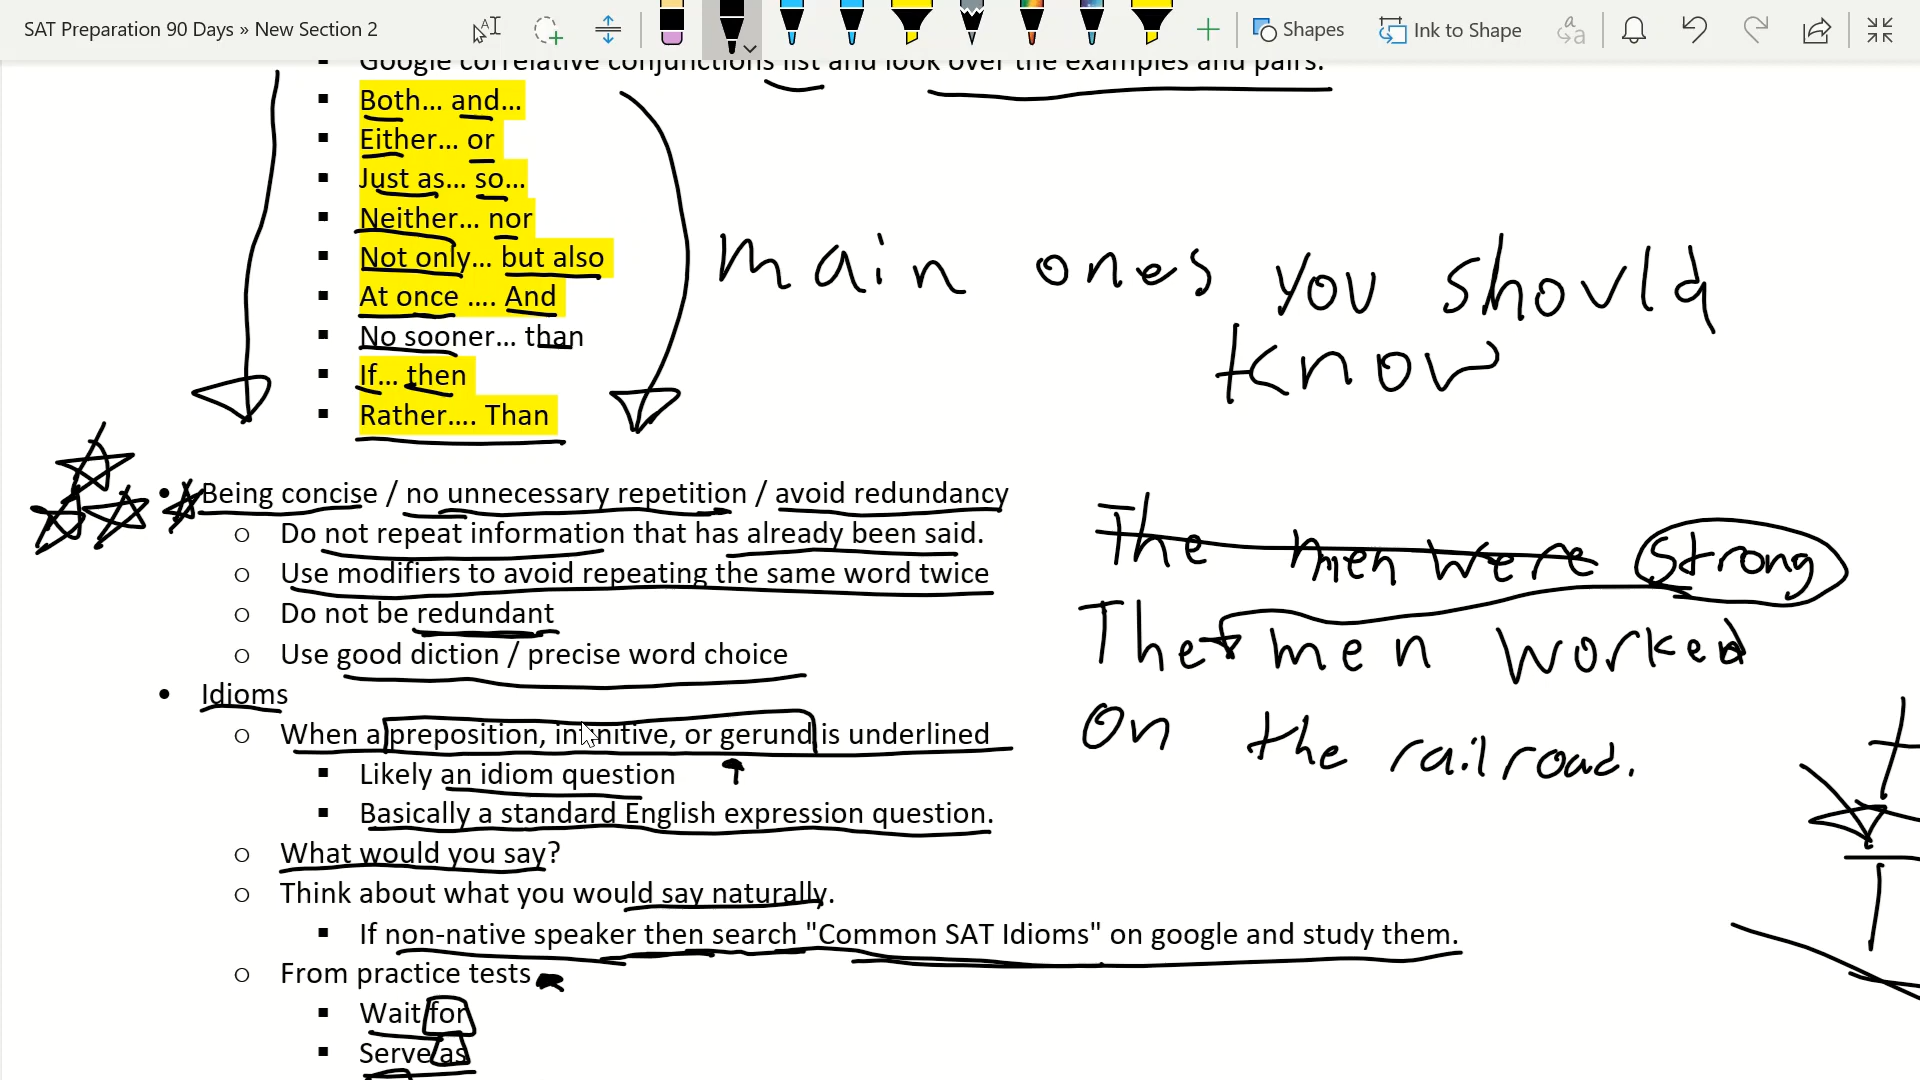 SAT Preparation 90 Days » New Section 2
Shapes
Ink to Shape
Google correlative conjunctions list and look over the examples and pairs.
Both... and...
Either... or
Just as... so...
Neither... nor
Not only... but also
At once .... And
No sooner... than
If... then
Rather.... Than
main ones you should
know
Being concise / no unnecessary repetition / avoid redundancy
Do not repeat information that has already been said.
Use modifiers to avoid repeating the same word twice
Do not be redundant
Use good diction / precise word choice
The men were strong
The men worked
on the railroad.
Idioms
When a preposition, infinitive, or gerund is underlined
Likely an idiom question
Basically a standard English expression question.
What would you say?
Think about what you would say naturally.
If non-native speaker then search "Common SAT Idioms" on google and study them.
From practice tests
Wait for
Serve as